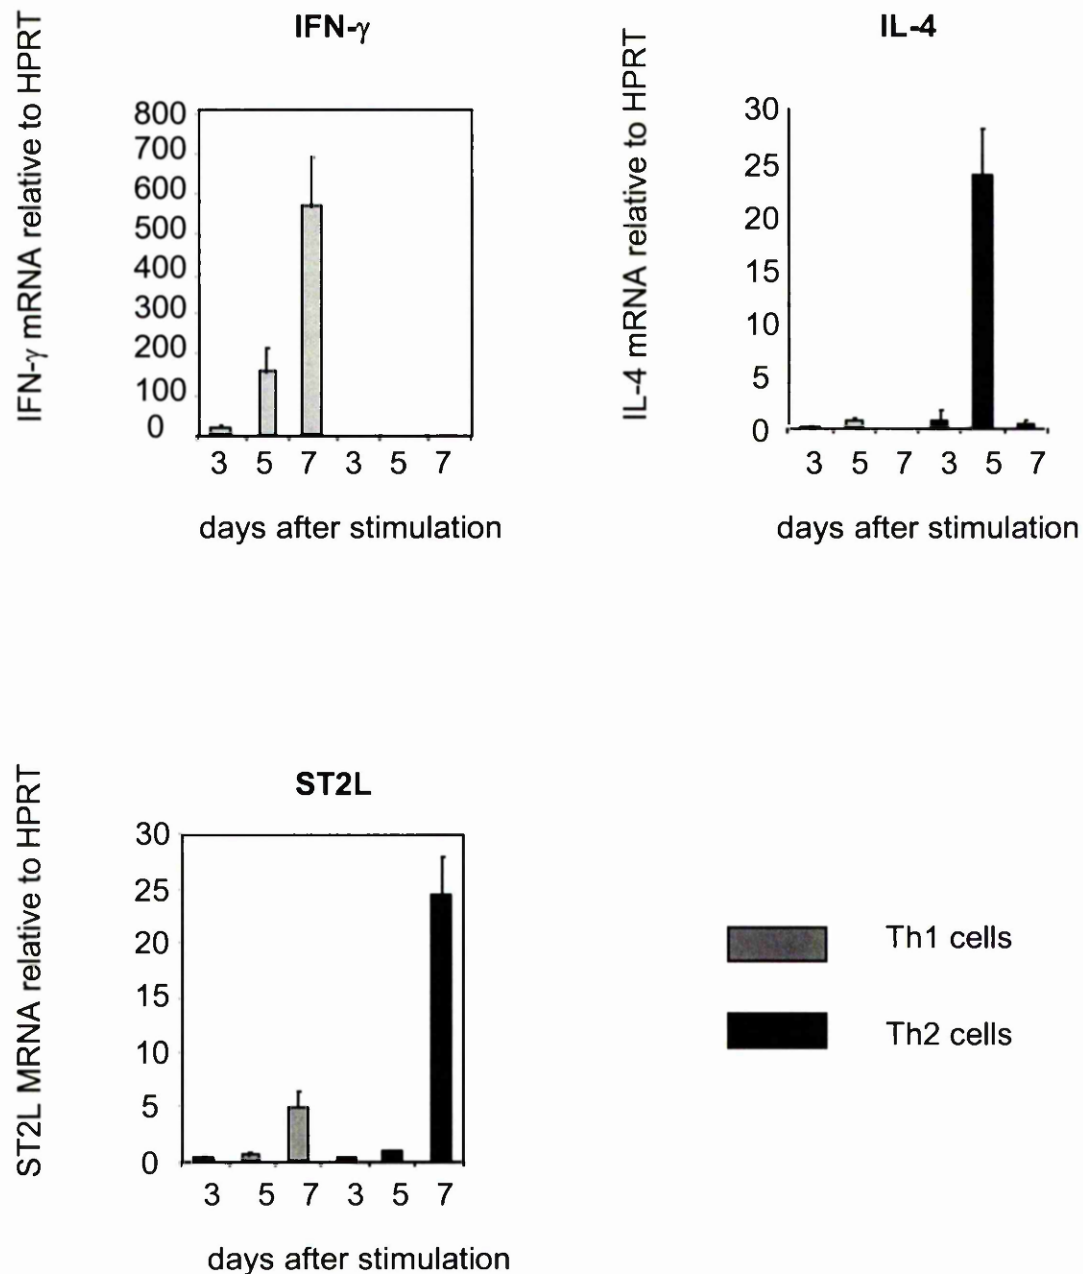 IFN-γ
IFN-γ mRNA relative to HPRT
800
700
600
500
400
300
200
100
0
3 5 7 3 5 7
days after stimulation
IL-4
IL-4 mRNA relative to HPRT
30
25
20
15
10
5
0
3 5 7 3 5 7
days after stimulation
ST2L
ST2L MRNA relative to HPRT
30
25
20
15
10
5
0
3 5 7 3 5 7
days after stimulation
Th1 cells
Th2 cells